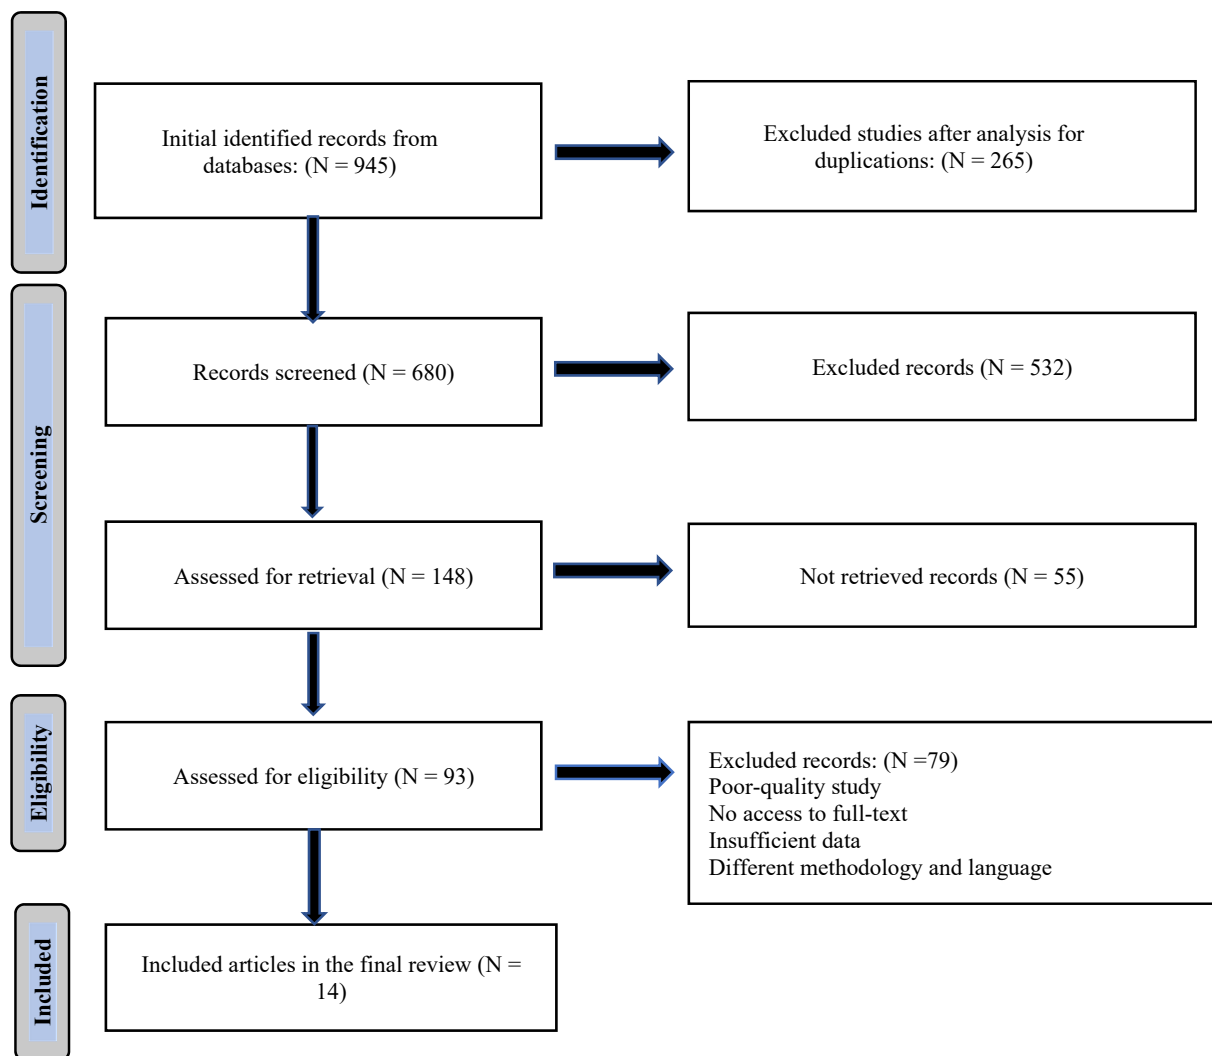 Identification
Initial identified records from
databases: (N = 945)
Excluded studies after analysis for
duplications: (N = 265)
Screening
Records screened (N = 680)
Excluded records (N = 532)
Assessed for retrieval (N = 148)
Not retrieved records (N = 55)
Eligibility
Assessed for eligibility (N = 93)
Excluded records: (N =79)
Poor-quality study
No access to full-text
Insufficient data
Different methodology and language
Included
Included articles in the final review (N =
14)